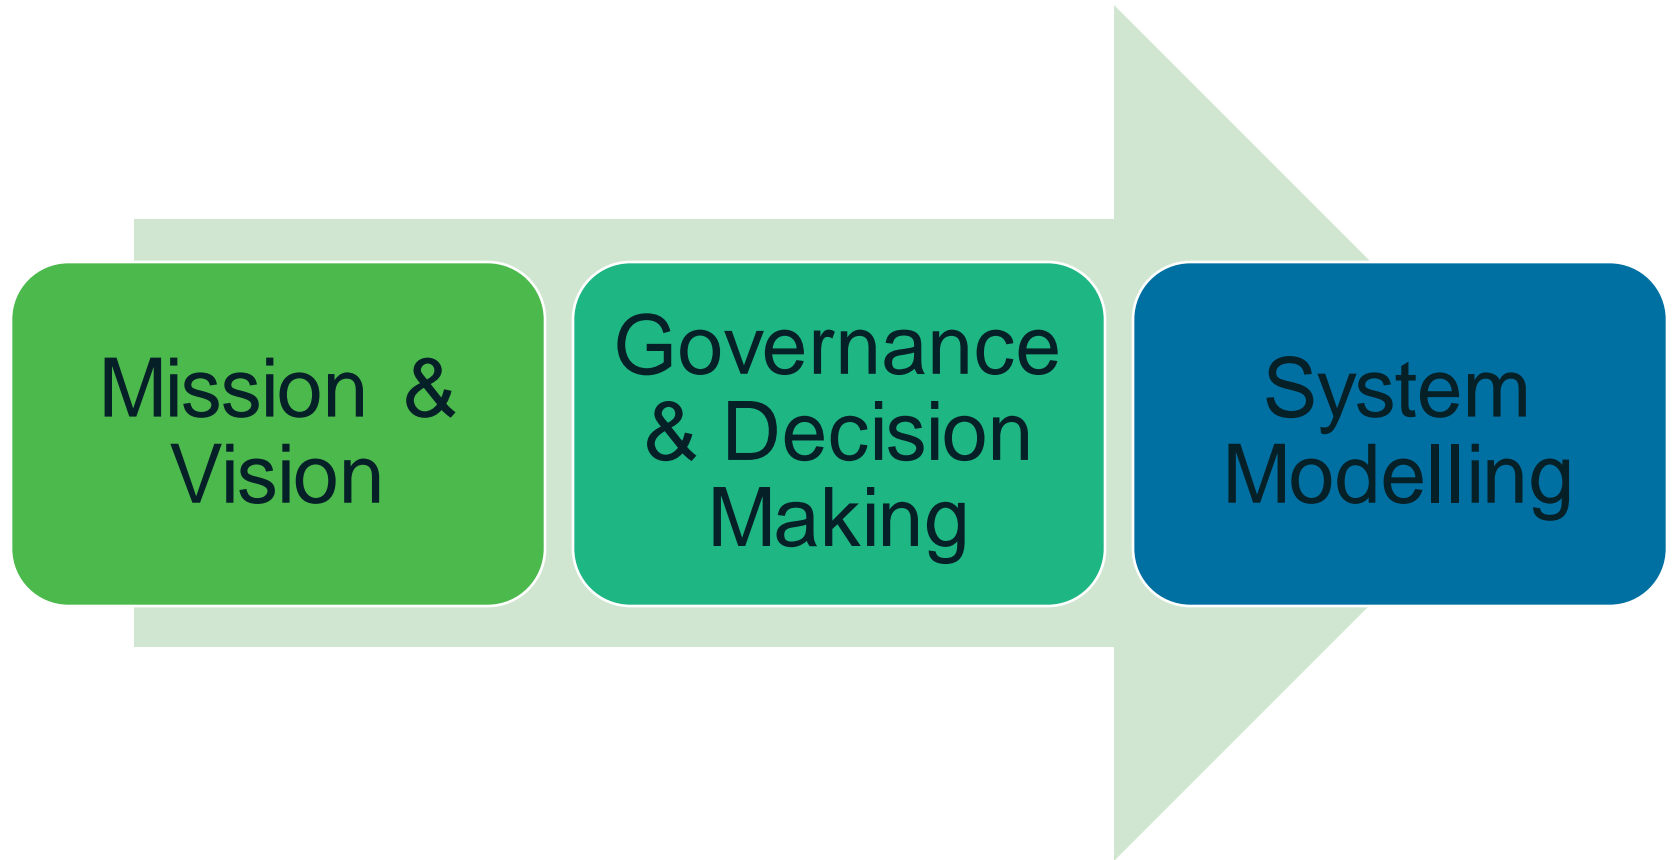 Mission &
Vision
Governance
& Decision
Making
System
Modelling